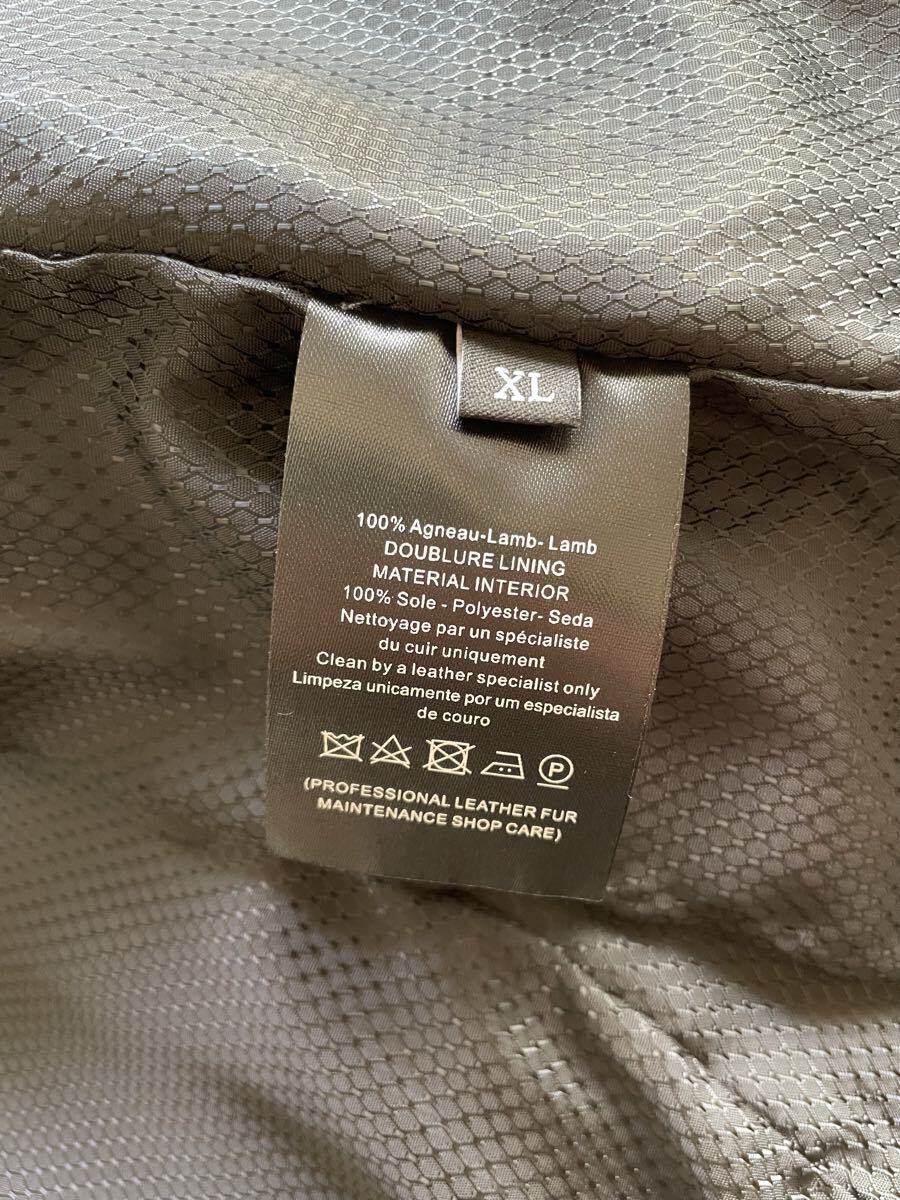 XL
100% Agneau-Lamb- Lamb
DOUBLURE LINING
MATERIAL INTERIOR
100% Sole - Polyester- Seda
Nettoyage par un spécialiste
du cuir uniquement
Clean by a leather specialist only
Limpeza unicamente por um especialista
de couro
P
(PROFESSIONAL LEATHER FUR
MAINTENANCE SHOP CARE)